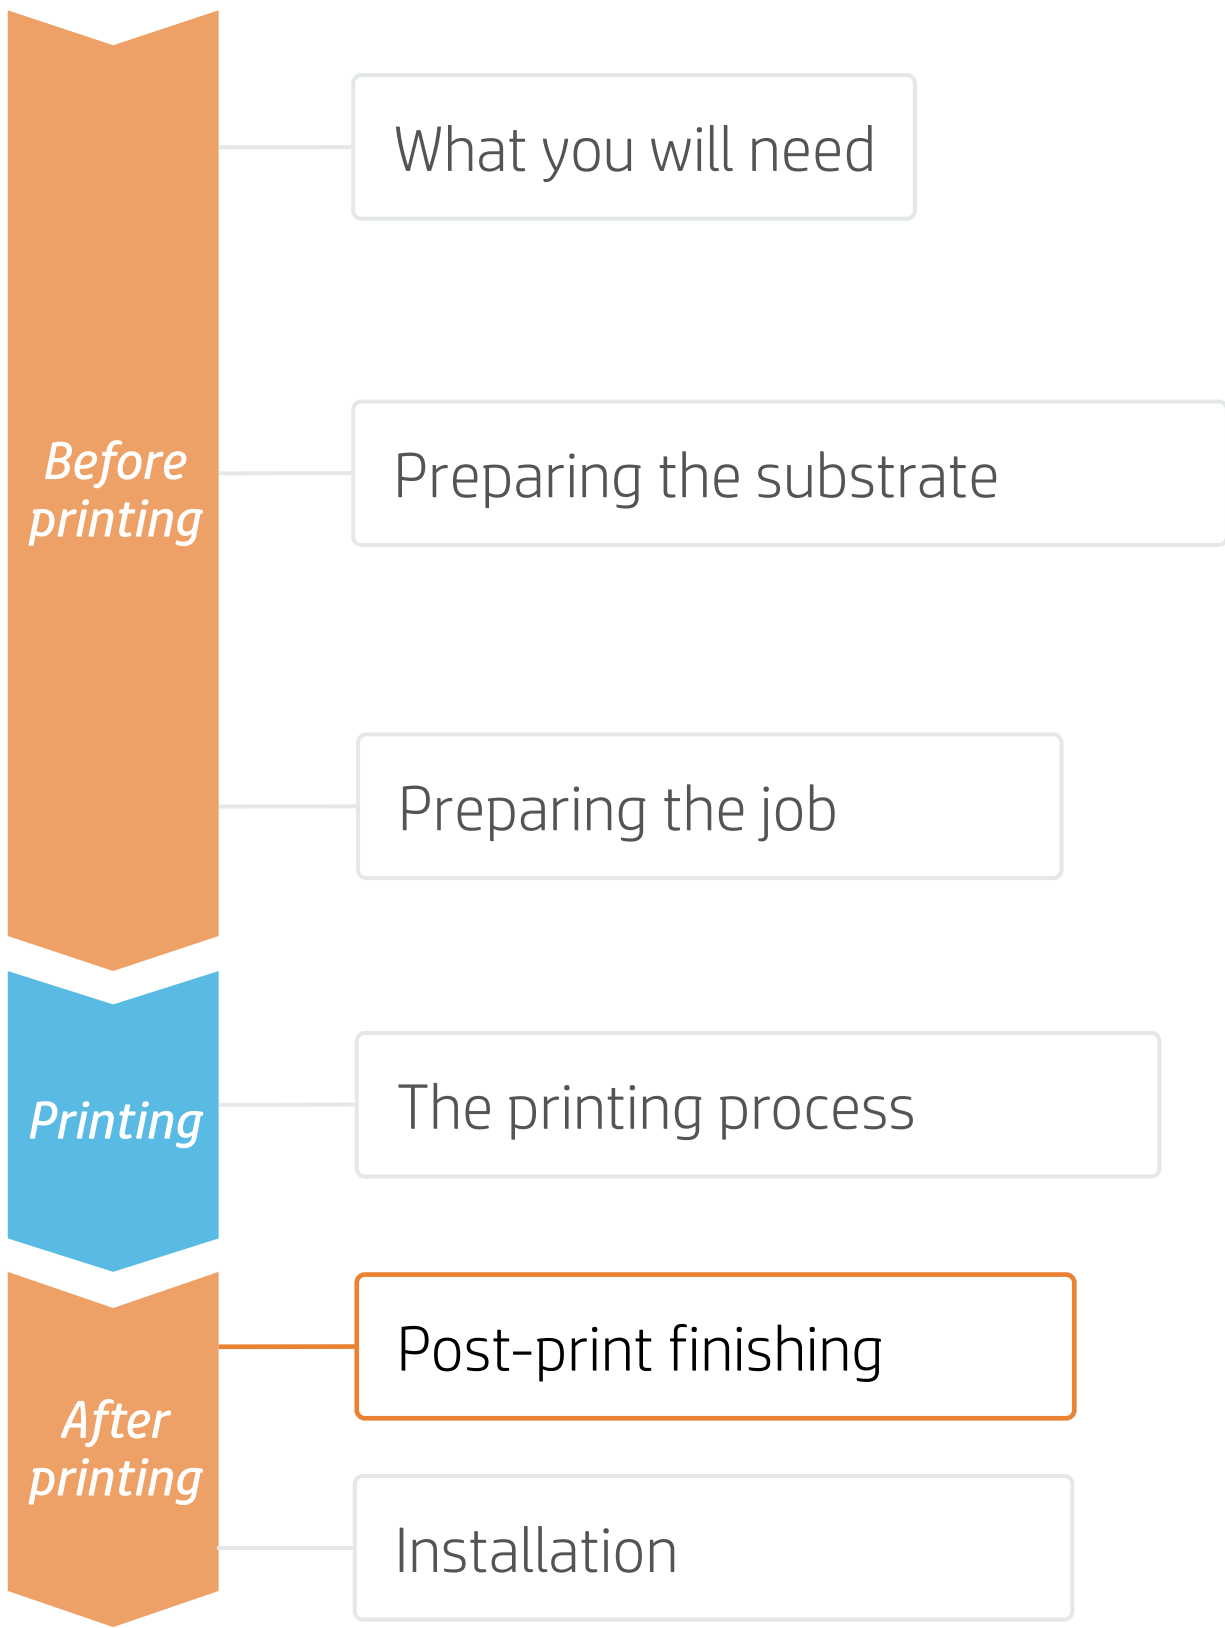 What you will need
Before
printing
Preparing the substrate
Preparing the job
Printing
The printing process
Post-print finishing
After
printing
Installation